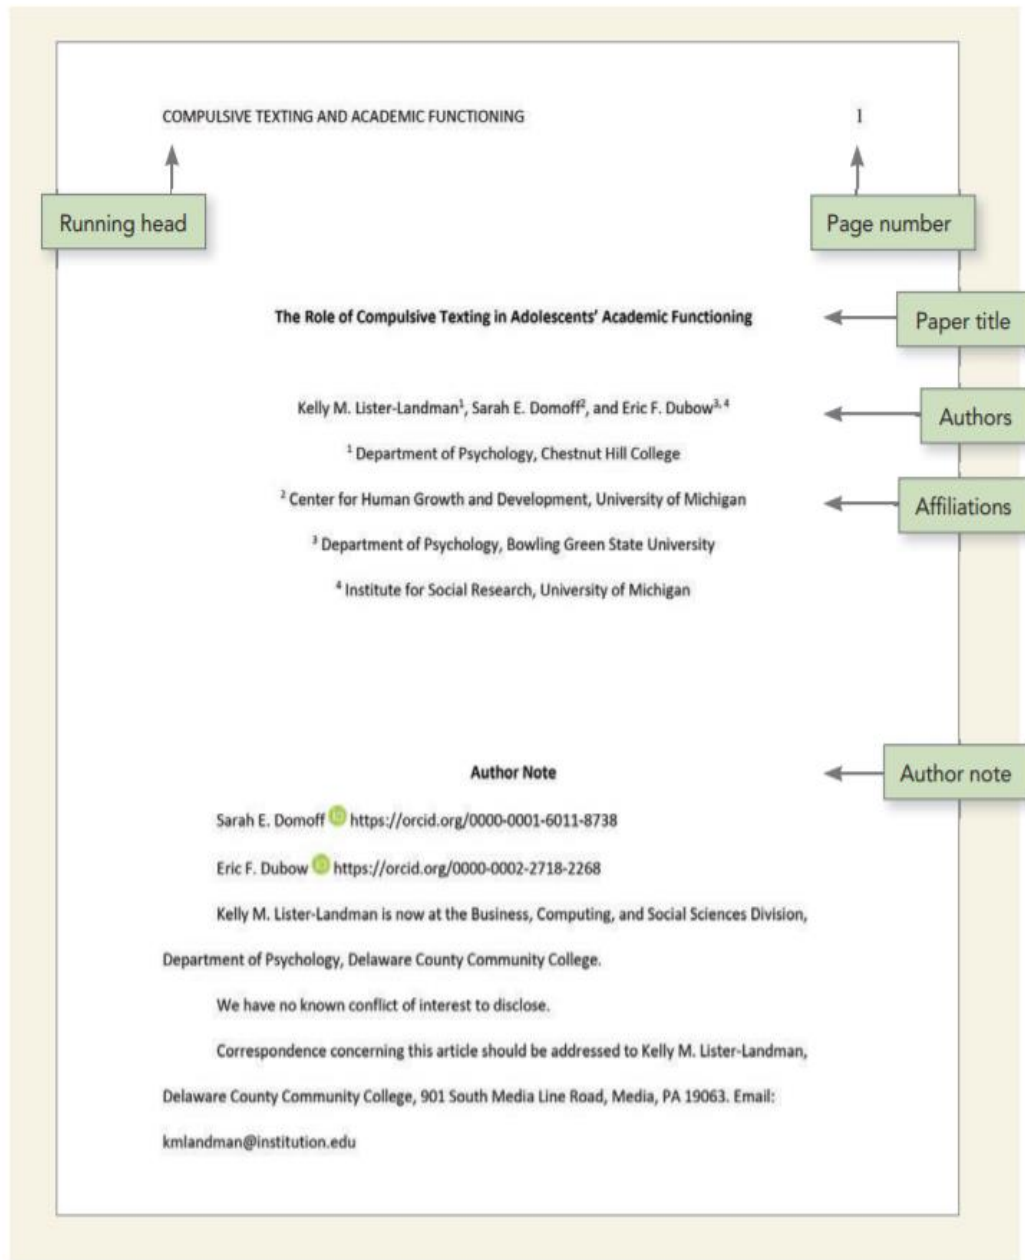 COMPULSIVE TEXTING AND ACADEMIC FUNCTIONING 1
Running head
Page number
The Role of Compulsive Texting in Adolescents’ Academic Functioning
Paper title
Kelly M. Lister-Landman¹, Sarah E. Domoff², and Eric F. Dubow³,⁴
Authors
¹ Department of Psychology, Chestnut Hill College
² Center for Human Growth and Development, University of Michigan
Affiliations
³ Department of Psychology, Bowling Green State University
⁴ Institute for Social Research, University of Michigan
Author Note
Author note
Sarah E. Domoff iD https://orcid.org/0000-0001-6011-8738
Eric F. Dubow iD https://orcid.org/0000-0002-2718-2268
Kelly M. Lister-Landman is now at the Business, Computing, and Social Sciences Division,
Department of Psychology, Delaware County Community College.
We have no known conflict of interest to disclose.
Correspondence concerning this article should be addressed to Kelly M. Lister-Landman,
Delaware County Community College, 901 South Media Line Road, Media, PA 19063. Email:
kmlandman@institution.edu